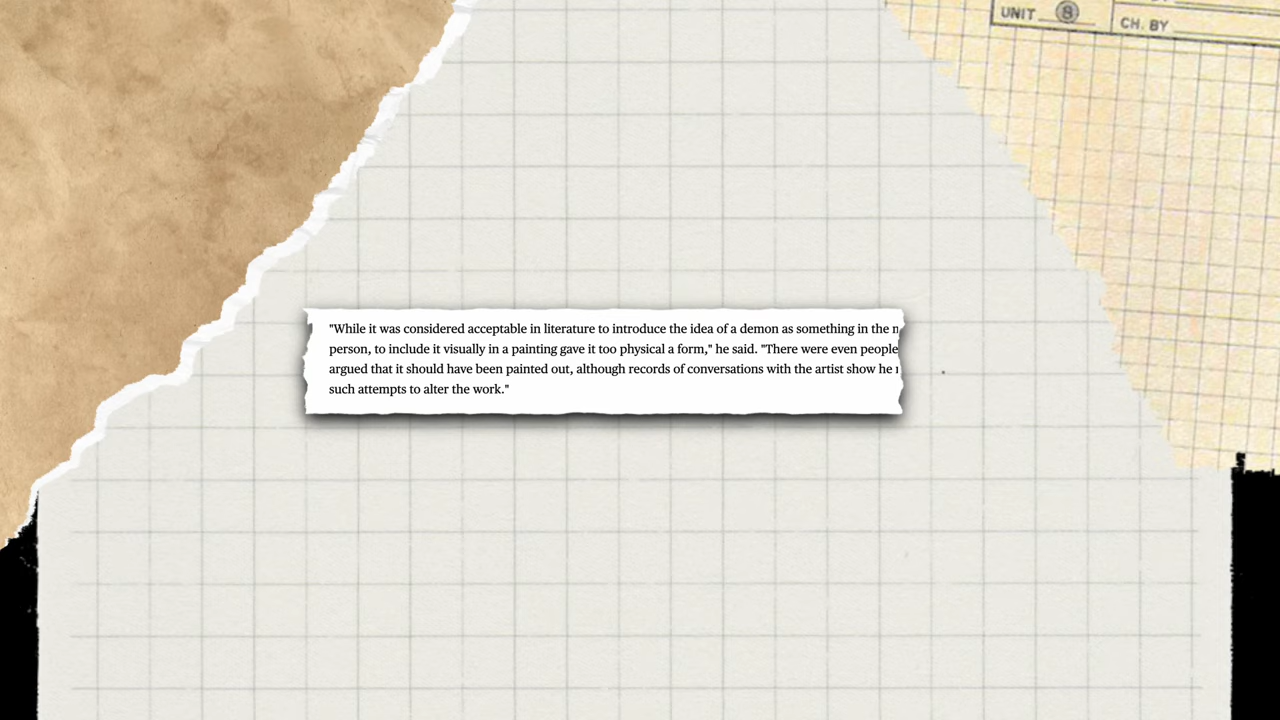 UNIT 8
CH. BY
"While it was considered acceptable in literature to introduce the idea of a demon as something in the
person, to include it visually in a painting gave it too physical a form," he said. "There were even people
argued that it should have been painted out, although records of conversations with the artist show he
such attempts to alter the work."